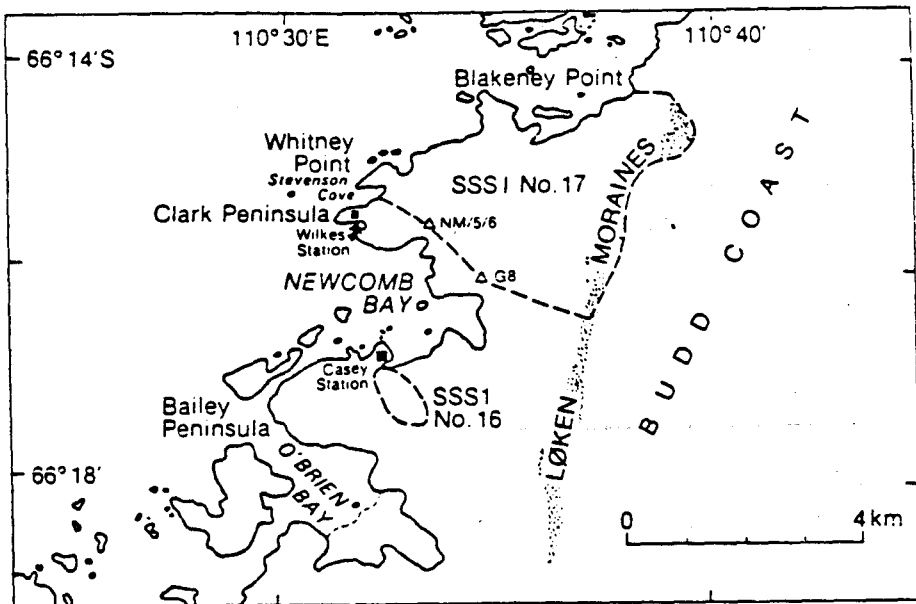 110° 30'E
110° 40'
66° 14'S
Blakeney Point
Whitney
Point
Stevenson
Cove
SSSI No. 17
Clark Peninsula
NM/5/6
Wilkes
Station
G8
NEWCOMB
BAY
MORAINES
BUDD COAST
Casey
Station
SSS1
No. 16
Bailey
Peninsula
LØKEN
66° 18'
O'BRIEN
BAY
0
4 km